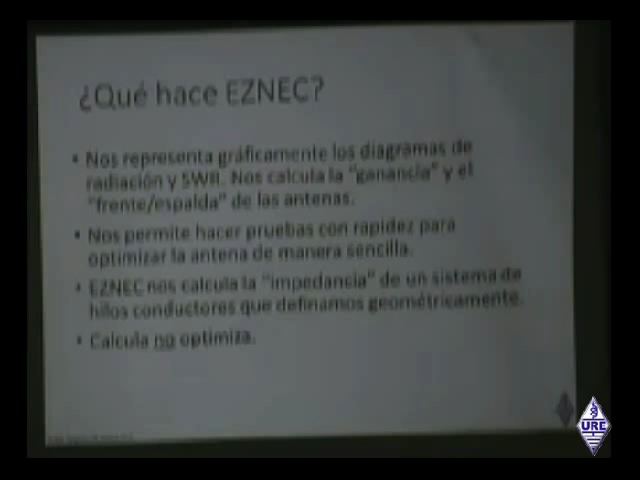 ¿Qué hace EZNEC?
• Nos representa gráficamente los diagramas de
radiación y SWR. Nos calcula la "ganancia" y el
"frente/espalda" de las antenas.
• Nos permite hacer pruebas con rapidez para
optimizar la antena de manera sencilla.
• EZNEC nos calcula la "impedancia" de un sistema de
hilos conductores que definamos geométricamente.
• Calcula no optimiza.
URE